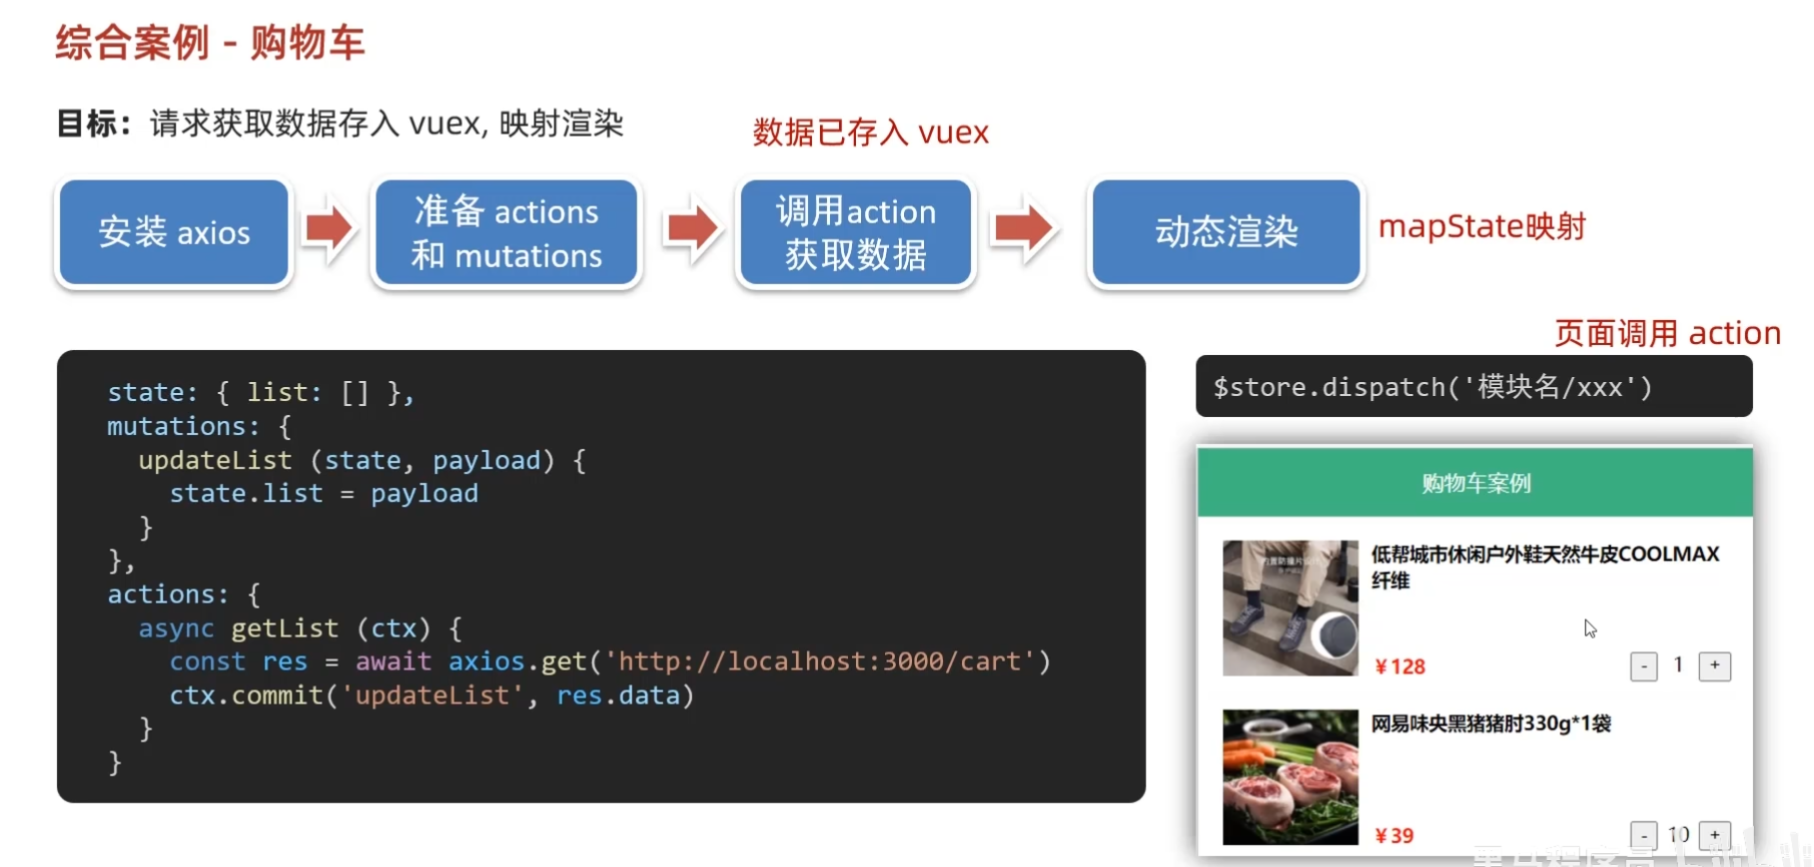 综合案例 - 购物车
目标：请求获取数据存入 vuex, 映射渲染
数据已存入 vuex
安装 axios
准备 actions
和 mutations
调用action
获取数据
动态渲染
mapState映射
state: { list: [] },
mutations: {
updateList (state, payload) {
state.list = payload
}
},
actions: {
async getList (ctx) {
const res = await axios.get('http://localhost:3000/cart')
ctx.commit('updateList', res.data)
}
}
页面调用 action
$store.dispatch('模块名/xxx')
购物车案例
低帮城市休闲户外鞋天然牛皮COOLMAX
纤维
￥128
- 1 +
网易味央黑猪猪肘330g*1袋
￥39
- 10 +